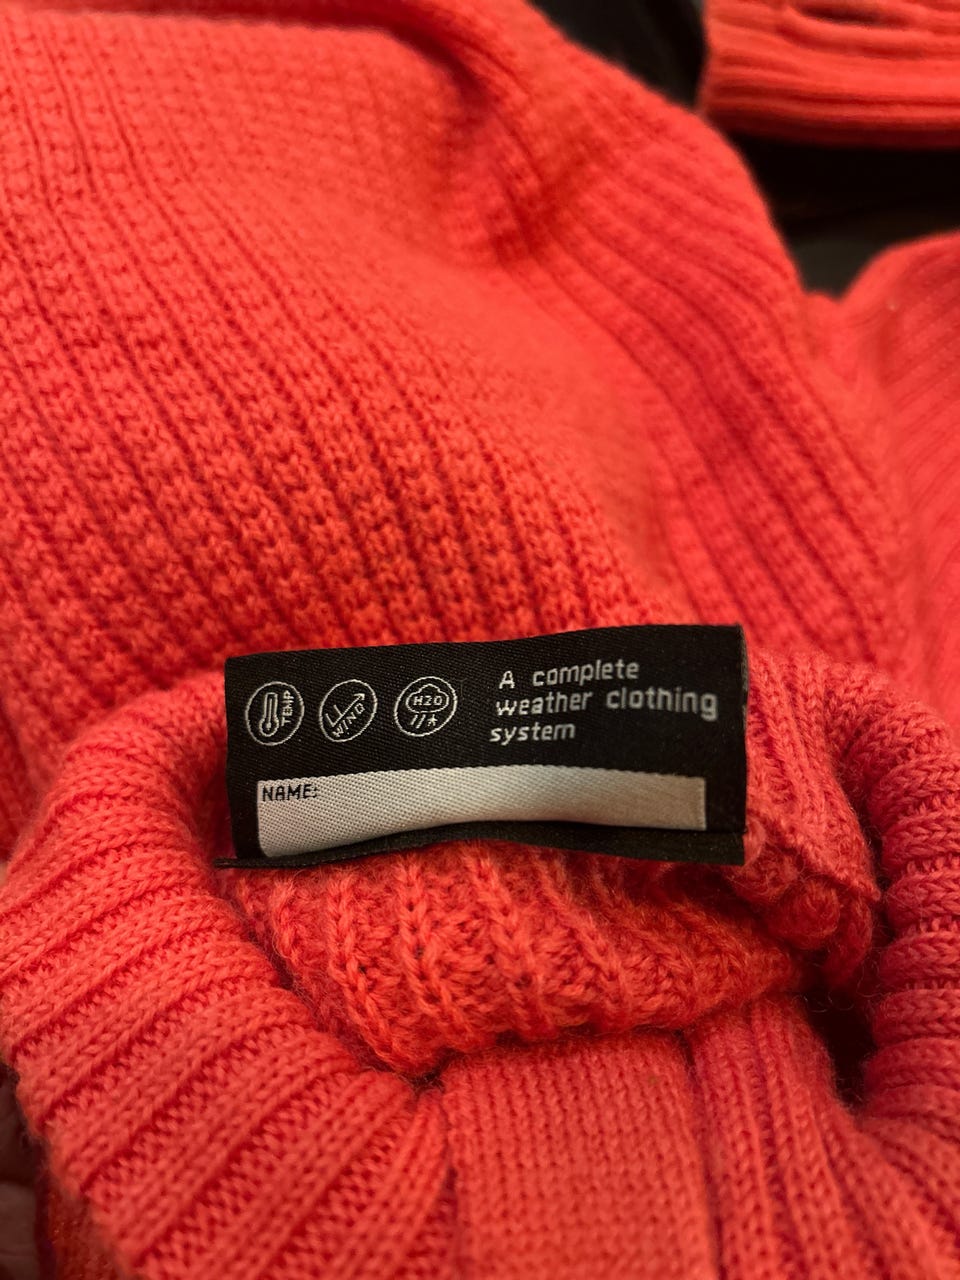 TEMP
WIND
H2O
A complete
weather clothing
system
NAME: